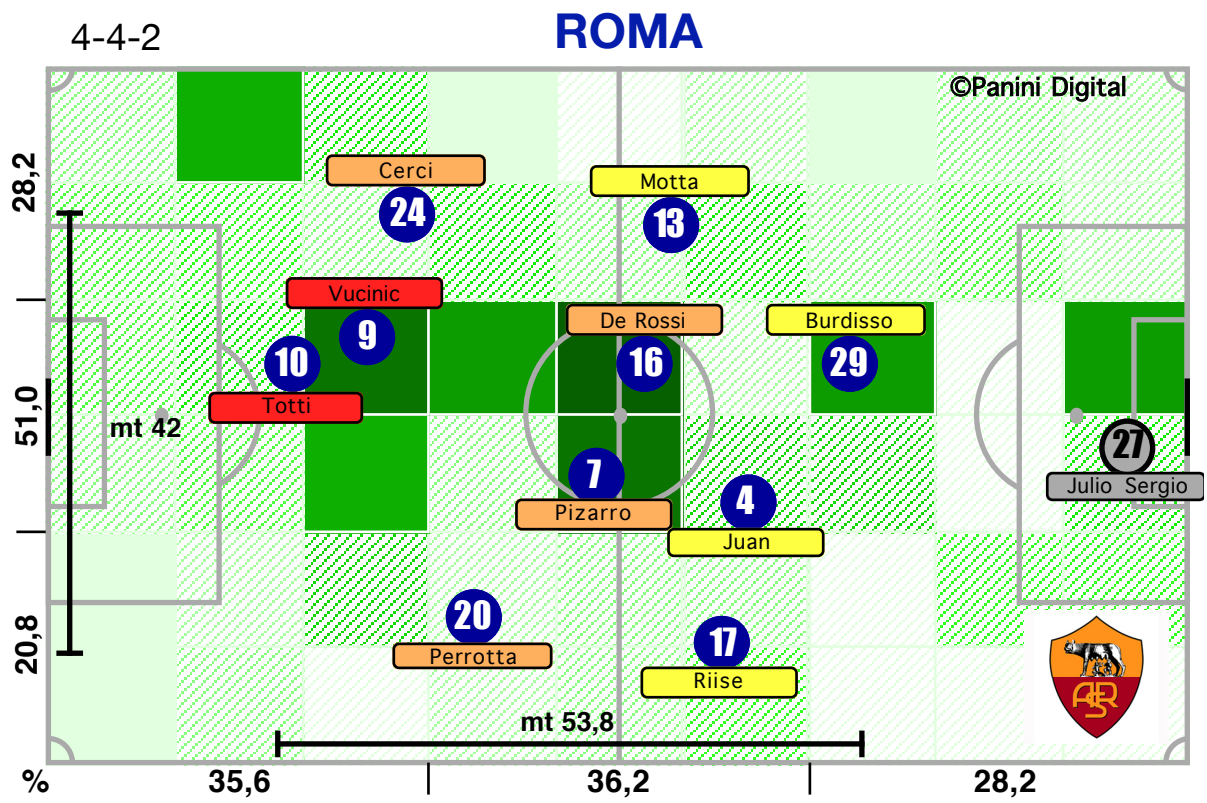 ROMA
4-4-2
©Panini Digital
28,2
Cerci
24
Motta
13
Vucinic
9
De Rossi
16
Burdisso
29
10
Totti
51,0
mt 42
27
Julio Sergio
7
Pizarro
4
Juan
20
Perrotta
17
Riise
20,8
ASR
mt 53,8
%
35,6
36,2
28,2